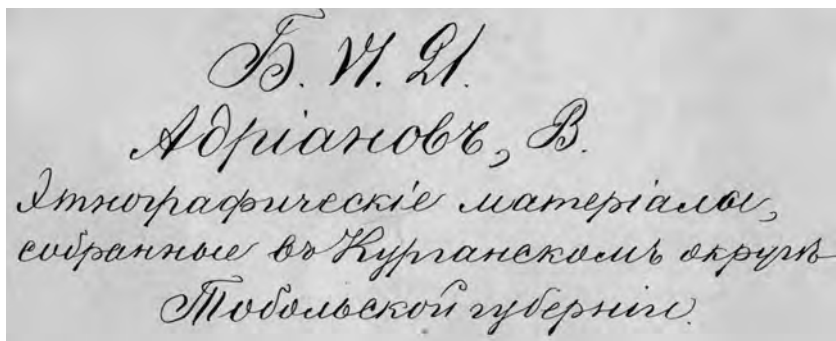 Б. VI. 21.
Адріановъ, В.
Этнографическіе матеріалы,
собранные въ Курганскомъ округѣ
Тобольской губерніи.